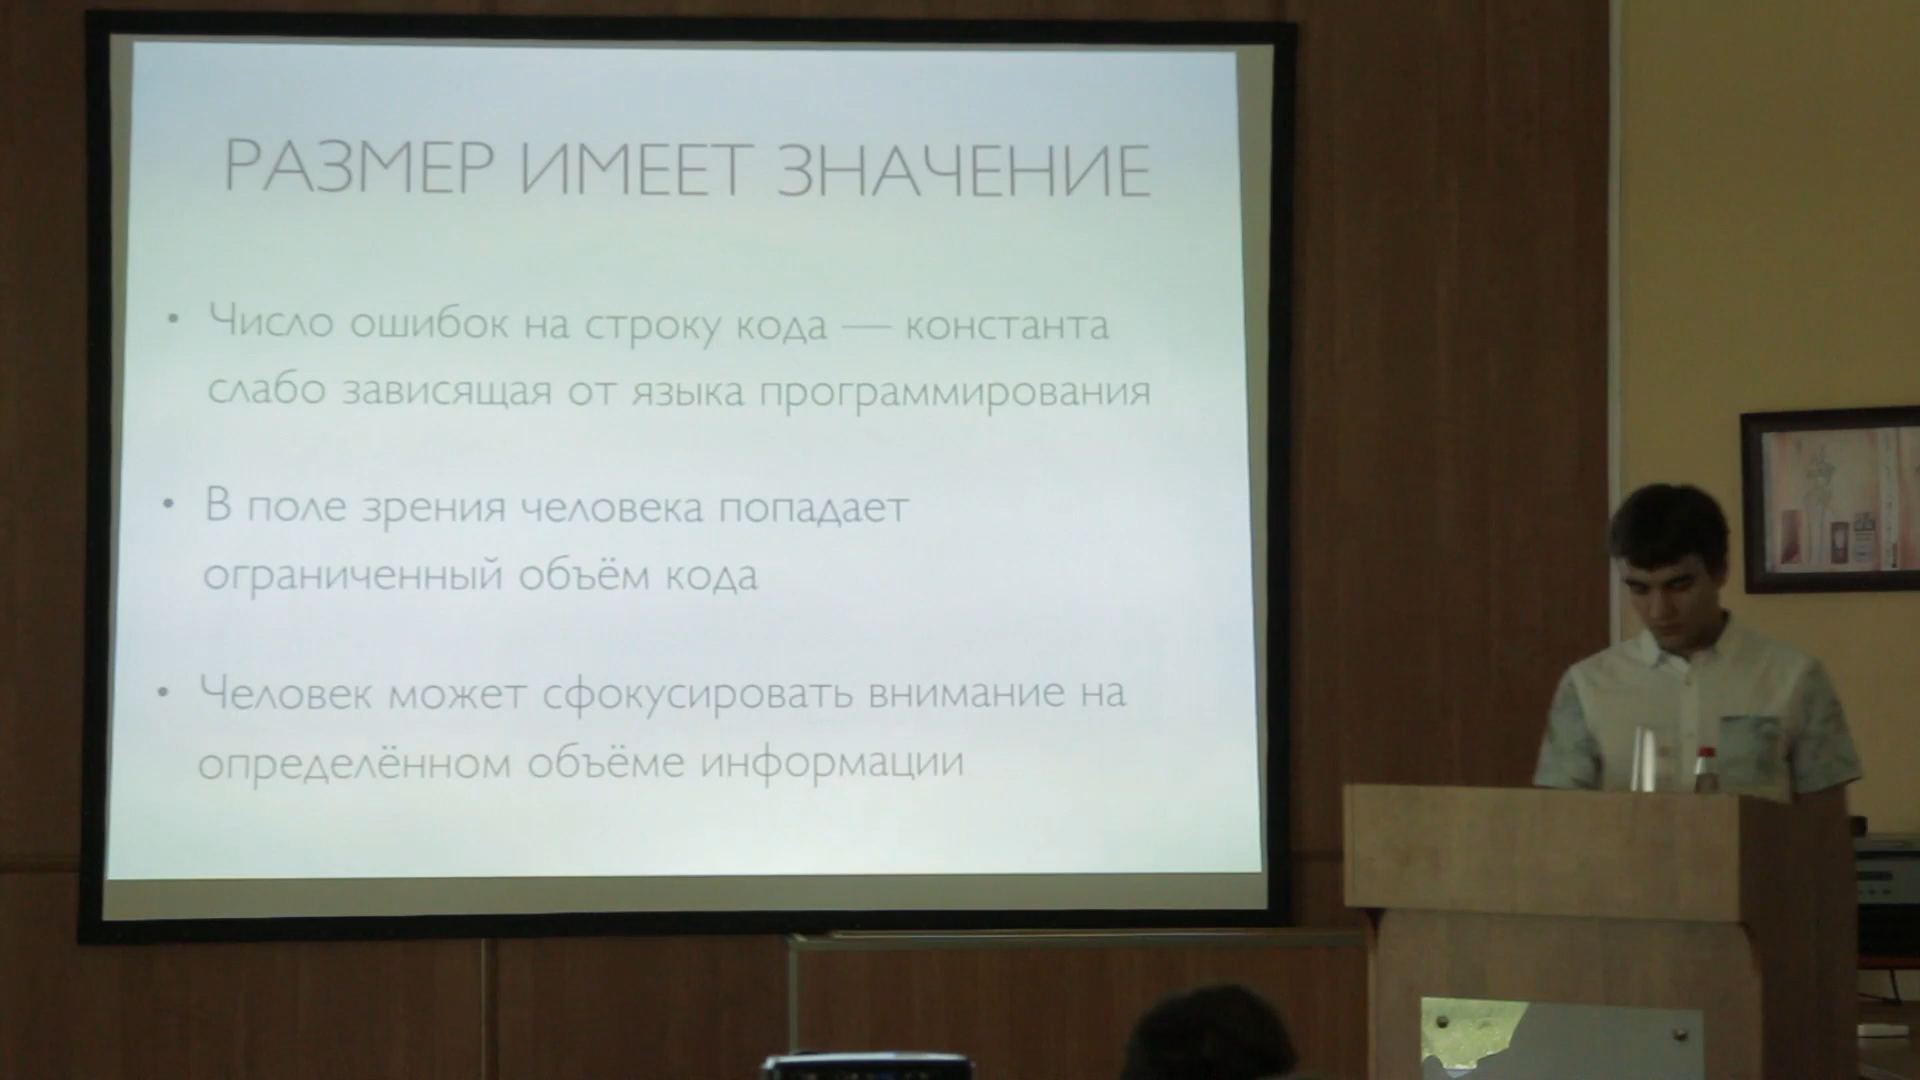 РАЗМЕР ИМЕЕТ ЗНАЧЕНИЕ
• Число ошибок на строку кода — константа
слабо зависящая от языка программирования
• В поле зрения человека попадает
ограниченный объём кода
• Человек может сфокусировать внимание на
определённом объёме информации